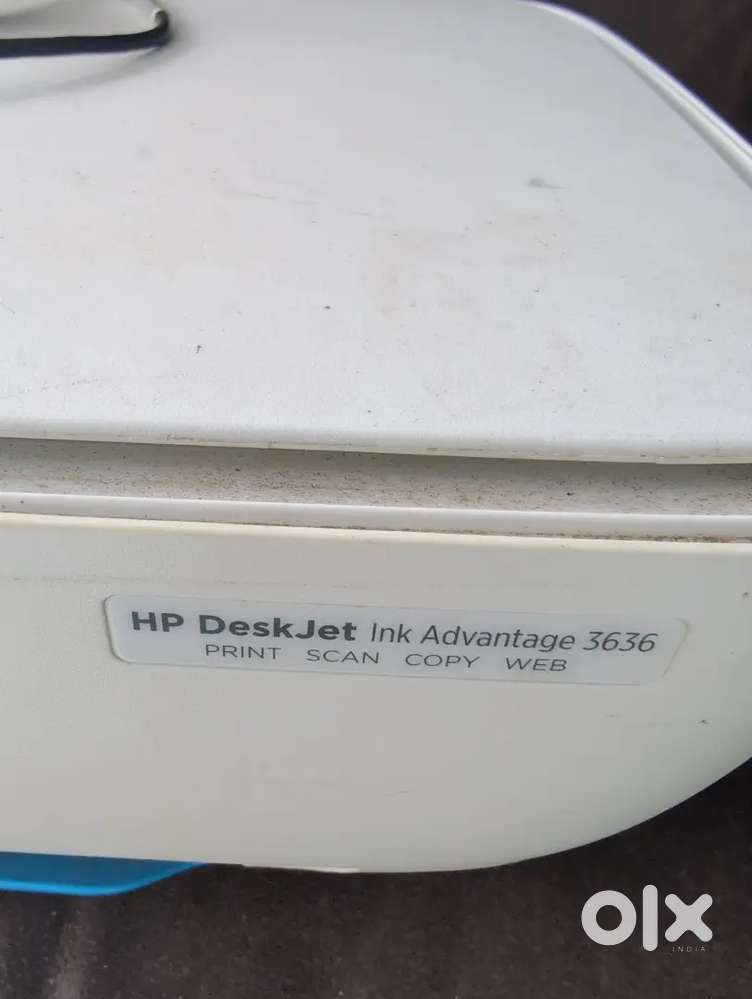 HP DeskJet Ink Advantage 3636
PRINT SCAN COPY WEB
olx
INDIA